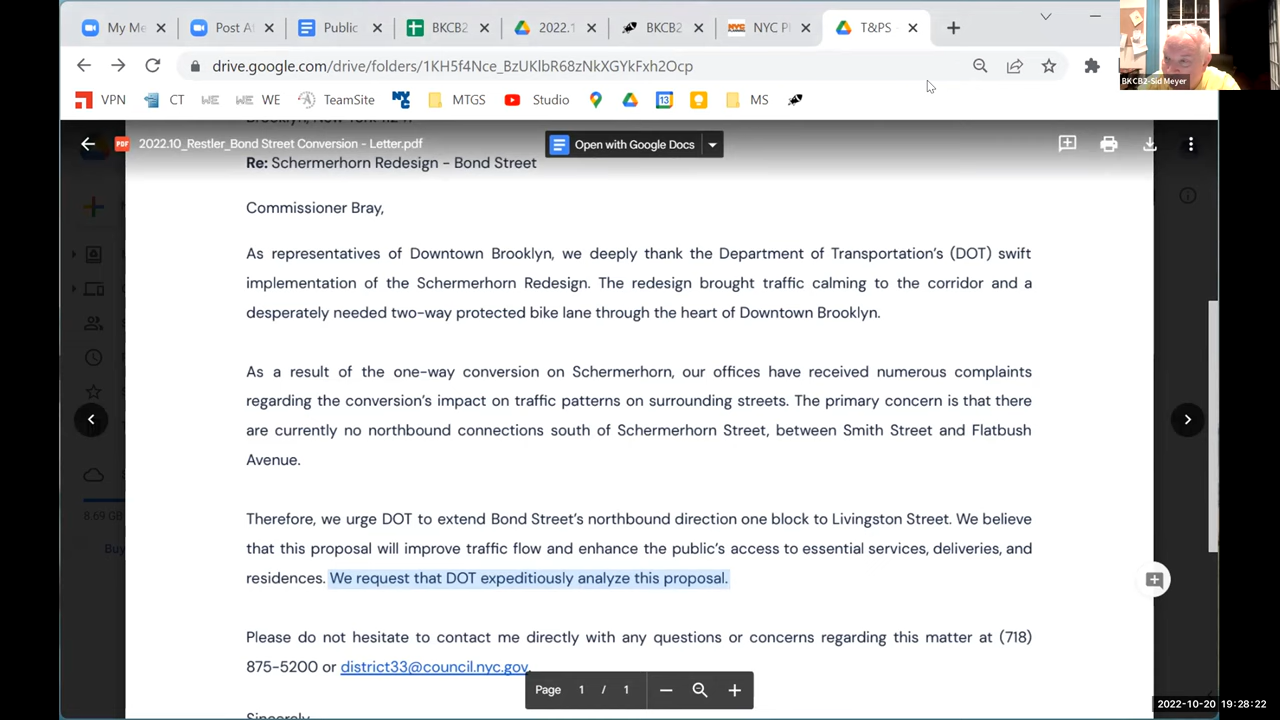 My M
Post A
Public
BKCB
2022.1
BKCB2
NYC Pl
T&PS
drive.google.com/drive/folders/1KH5f4Nce_BzUKlbR68zNkXGYkFxh2Ocp
BKCB2-Sid Meyer
VPN
CT
WE
TeamSite
NYC
MTGS
Studio
13
MS
PDF
2022.10_Restler_Bond Street Conversion - Letter.pdf
Open with Google Docs
Re: Schermerhorn Redesign - Bond Street
Commissioner Bray,
As representatives of Downtown Brooklyn, we deeply thank the Department of Transportation's (DOT) swift
implementation of the Schermerhorn Redesign. The redesign brought traffic calming to the corridor and a
desperately needed two-way protected bike lane through the heart of Downtown Brooklyn.
As a result of the one-way conversion on Schermerhorn, our offices have received numerous complaints
regarding the conversion's impact on traffic patterns on surrounding streets. The primary concern is that there
are currently no northbound connections south of Schermerhorn Street, between Smith Street and Flatbush
Avenue.
Therefore, we urge DOT to extend Bond Street's northbound direction one block to Livingston Street. We believe
that this proposal will improve traffic flow and enhance the public's access to essential services, deliveries, and
residences. We request that DOT expeditiously analyze this proposal.
Please do not hesitate to contact me directly with any questions or concerns regarding this matter at (718)
875-5200 or district33@council.nyc.gov.
8.69 G
Bu
Page 1 / 1
Sincerely
2022-10-20 19:28:22